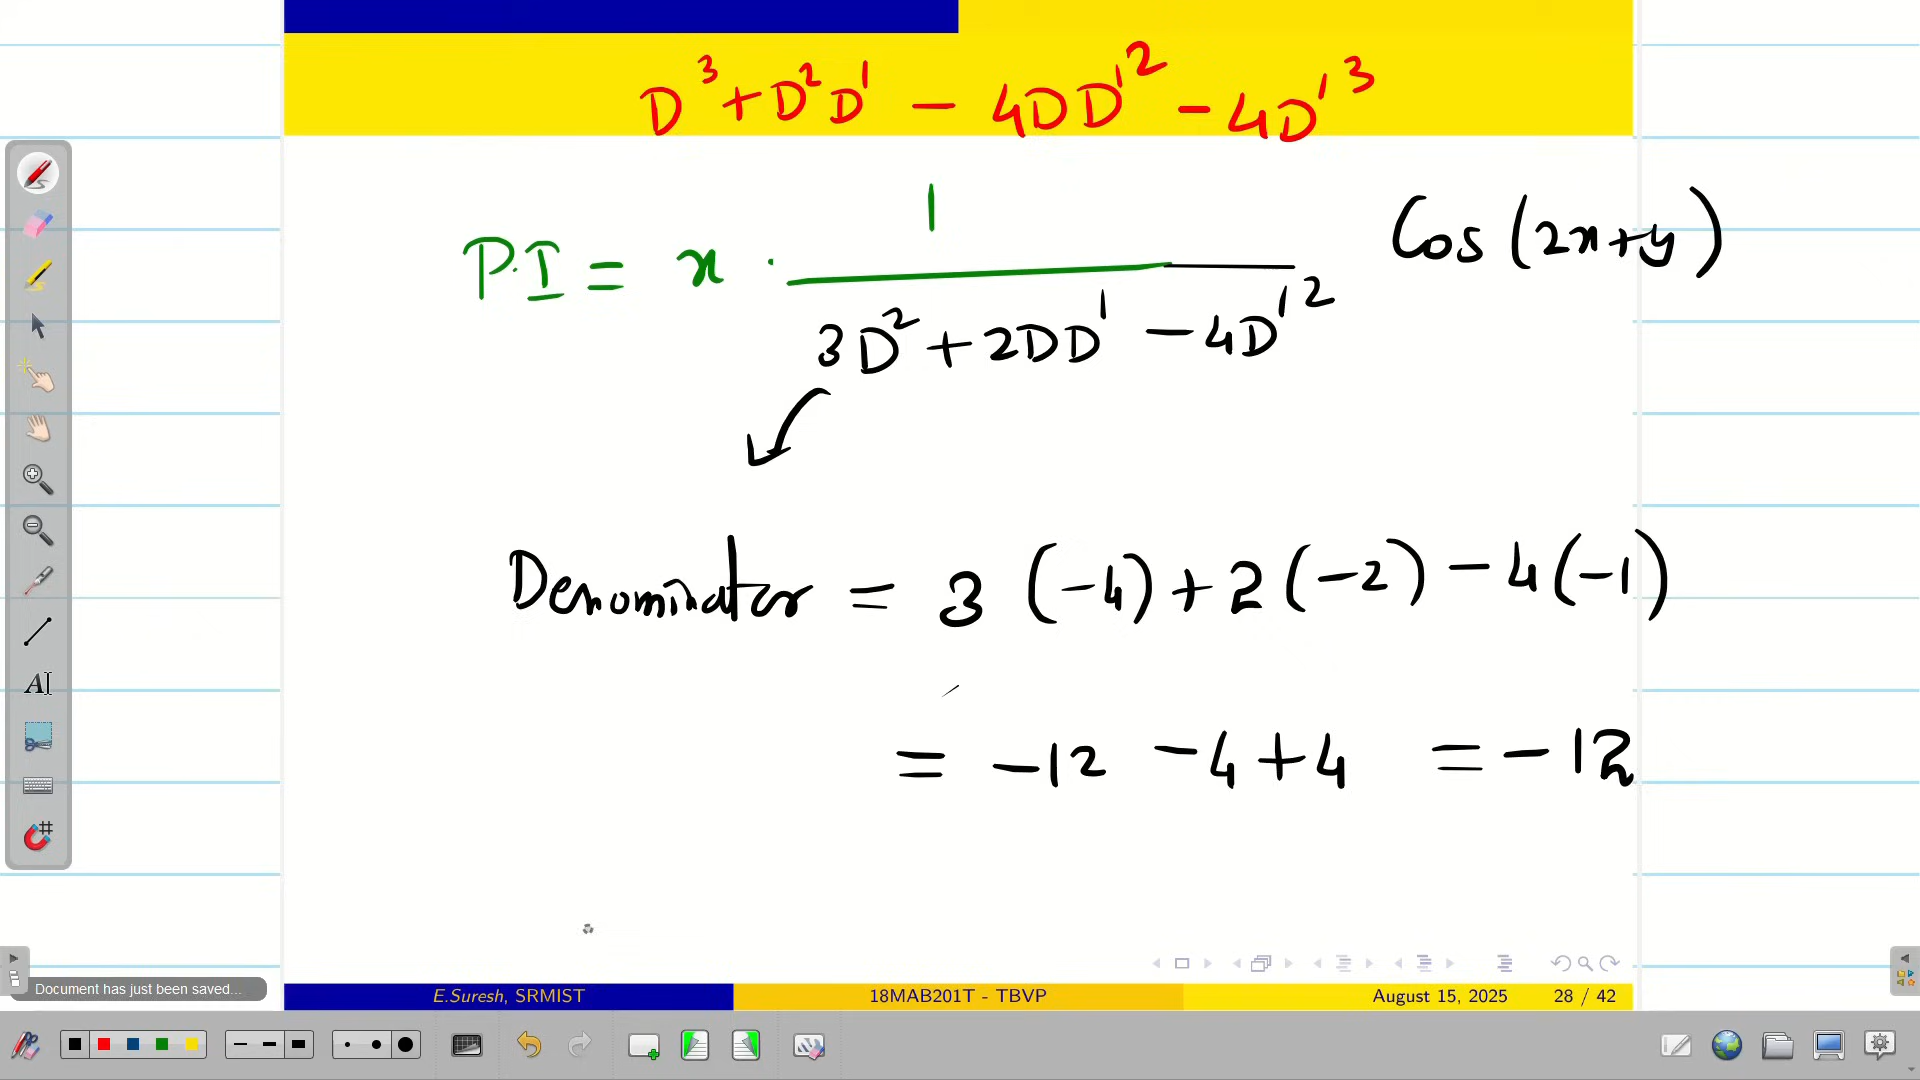 D³ + D²D' - 4DD'² - 4D'³
P.I = x · 1 / (3D² + 2DD' - 4D'²) Cos (2x+y)
Denominator = 3 (-4) + 2 (-2) - 4 (-1)
= -12 -4 +4 = -12
Document has just been saved...
E.Suresh, SRMIST 18MAB201T - TBVP August 15, 2025 28 / 42